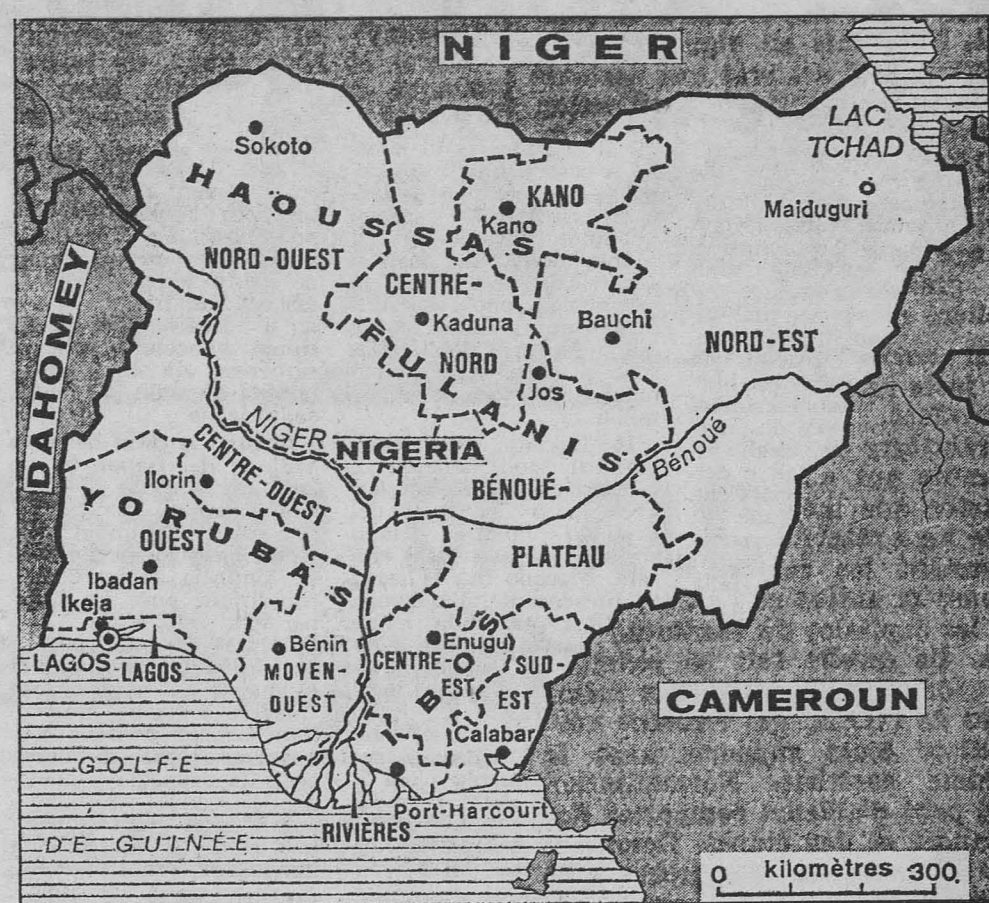 NIGER
LAC
TCHAD
Sokoto
HAOUSSAS
KANO
Kano
Maiduguri
NORD-OUEST
CENTRE-
NORD
Kaduna
Bauchi
NORD-EST
DAHOMEY
FULANIS
Jos
NIGER
NIGERIA
Bénoué
CENTRE-OUEST
BÉNOUÉ-
PLATEAU
Ilorin
YORUBAS
OUEST
Ibadan
Ikeja
LAGOS
LAGOS
Bénin
MOYEN-
OUEST
Enugu
CENTRE-
EST
BOS
SUD-
EST
Calabar
CAMEROUN
GOLFE
DE GUINÉE
Port-Harcourt
RIVIÈRES
0 kilomètres 300